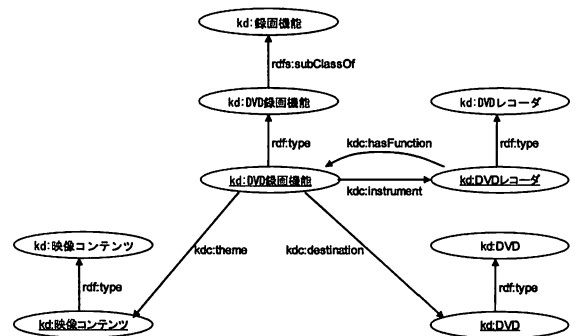 kd:録画機能
rdfs:subClassOf
kd:DVD録画機能
kd:DVDレコーダ
rdf:type
kdc:hasFunction
rdf:type
kd:DVD録画機能
kdc:instrument
kd:DVDレコーダ
kd:映像コンテンツ
kdc:theme
kdc:destination
kd:DVD
rdf:type
rdf:type
kd:映像コンテンツ
kd:DVD